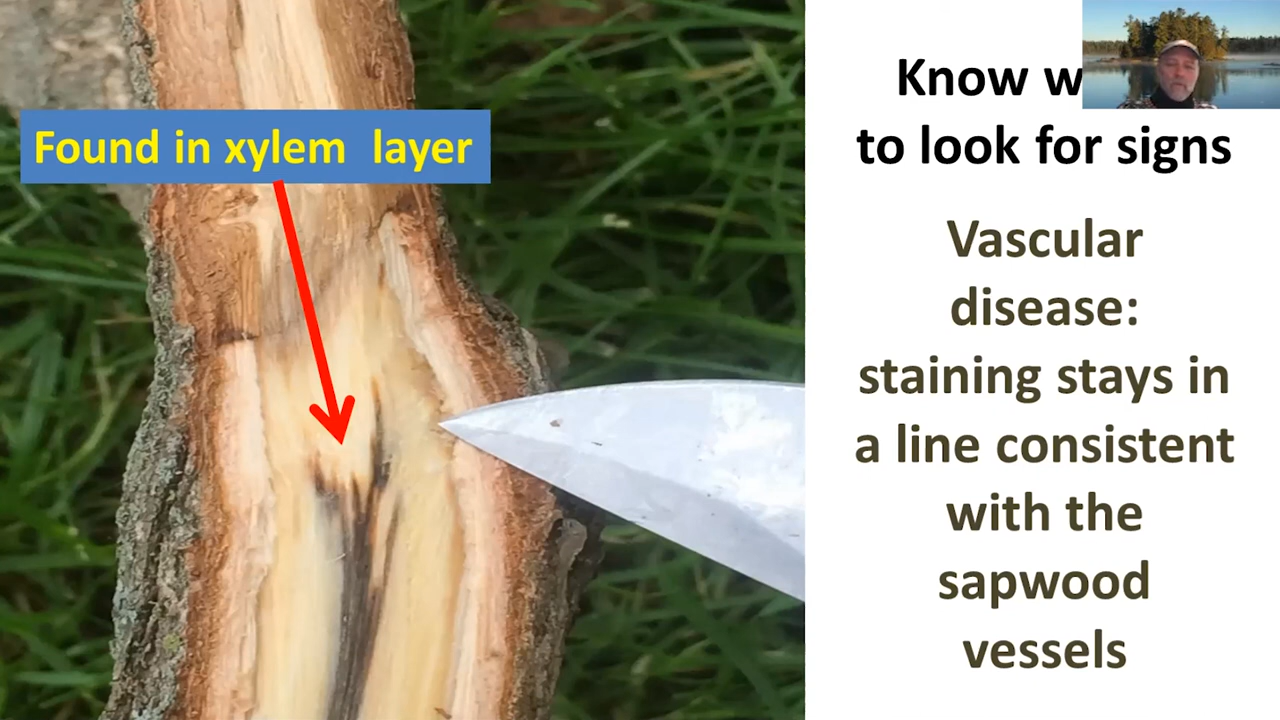 Found in xylem layer
Know w
to look for signs
Vascular
disease:
staining stays in
a line consistent
with the
sapwood
vessels